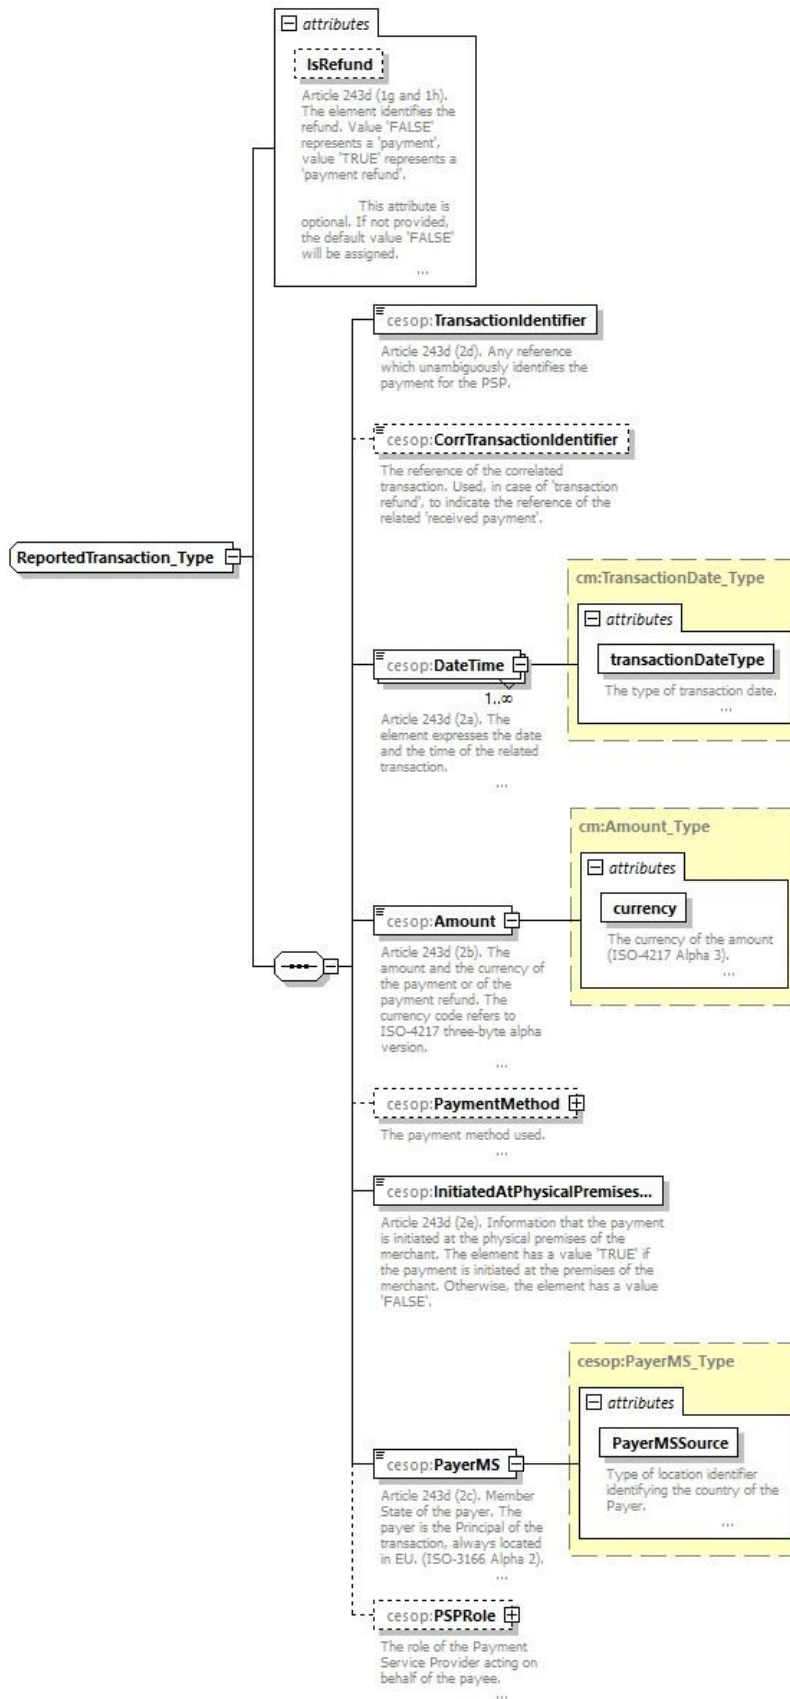 attributes
IsRefund
Article 243d (1g and 1h).
The element identifies the
refund. Value 'FALSE'
represents a 'payment',
value 'TRUE' represents a
'payment refund'.
This attribute is
optional. If not provided,
the default value 'FALSE'
will be assigned.
...
cesop:TransactionIdentifier
Article 243d (2d). Any reference
which unambiguously identifies the
payment for the PSP.
cesop:CorrTransactionIdentifier
The reference of the correlated
transaction. Used, in case of 'transaction
refund', to indicate the reference of the
related 'received payment'.
ReportedTransaction_Type
cm:TransactionDate_Type
attributes
cesop:DateTime
transactionDateType
The type of transaction date.
...
1..∞
Article 243d (2a). The
element expresses the date
and the time of the related
transaction.
...
cm:Amount_Type
attributes
cesop:Amount
currency
The currency of the amount
(ISO-4217 Alpha 3).
...
Article 243d (2b). The
amount and the currency of
the payment or of the
payment refund. The
currency code refers to
ISO-4217 three-byte alpha
version.
...
cesop:PaymentMethod
The payment method used.
...
cesop:InitiatedAtPhysicalPremises...
Article 243d (2e). Information that the payment
is initiated at the physical premises of the
merchant. The element has a value 'TRUE' if
the payment is initiated at the premises of the
merchant. Otherwise, the element has a value
'FALSE'.
cesop:PayerMS_Type
attributes
cesop:PayerMS
PayerMSSource
Type of location identifier
identifying the country of the
Payer.
...
Article 243d (2c). Member
State of the payer. The
payer is the Principal of the
transaction, always located
in EU. (ISO-3166 Alpha 2).
...
cesop:PSPRole
The role of the Payment
Service Provider acting on
behalf of the payee.
...